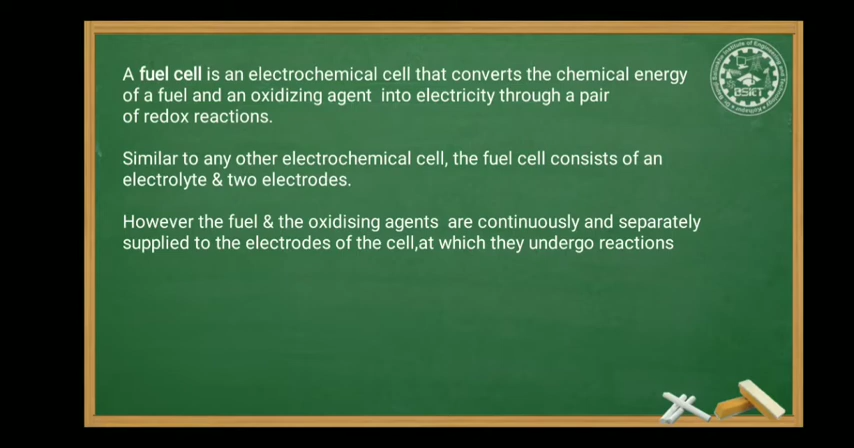 A fuel cell is an electrochemical cell that converts the chemical energy
of a fuel and an oxidizing agent  into electricity through a pair
of redox reactions.
Similar to any other electrochemical cell, the fuel cell consists of an
electrolyte & two electrodes.
However the fuel & the oxidising agents  are continuously and separately
supplied to the electrodes of the cell,at which they undergo reactions
BSIET